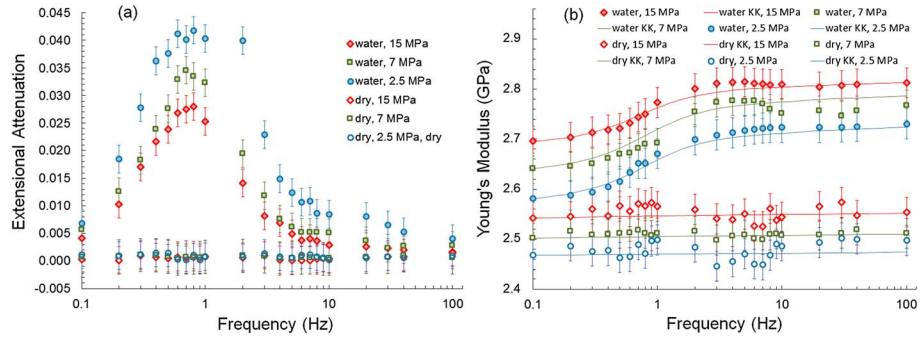 (a)
Extensional Attenuation
0.045
0.040
0.035
0.030
0.025
0.020
0.015
0.010
0.005
0.000
-0.005
0.1
1
10
100
Frequency (Hz)
water, 15 MPa
water, 7 MPa
water, 2.5 MPa
dry, 15 MPa
dry, 7 MPa
dry, 2.5 MPa, dry
(b)
Young's Modulus (GPa)
2.9
2.8
2.7
2.6
2.5
2.4
0.1
1
10
100
Frequency (Hz)
water, 15 MPa
water KK, 15 MPa
water, 7 MPa
water KK, 7 MPa
water, 2.5 MPa
water KK, 2.5 MPa
dry, 15 MPa
dry KK, 15 MPa
dry, 7 MPa
dry KK, 7 MPa
dry, 2.5 MPa
dry KK, 2.5 MPa